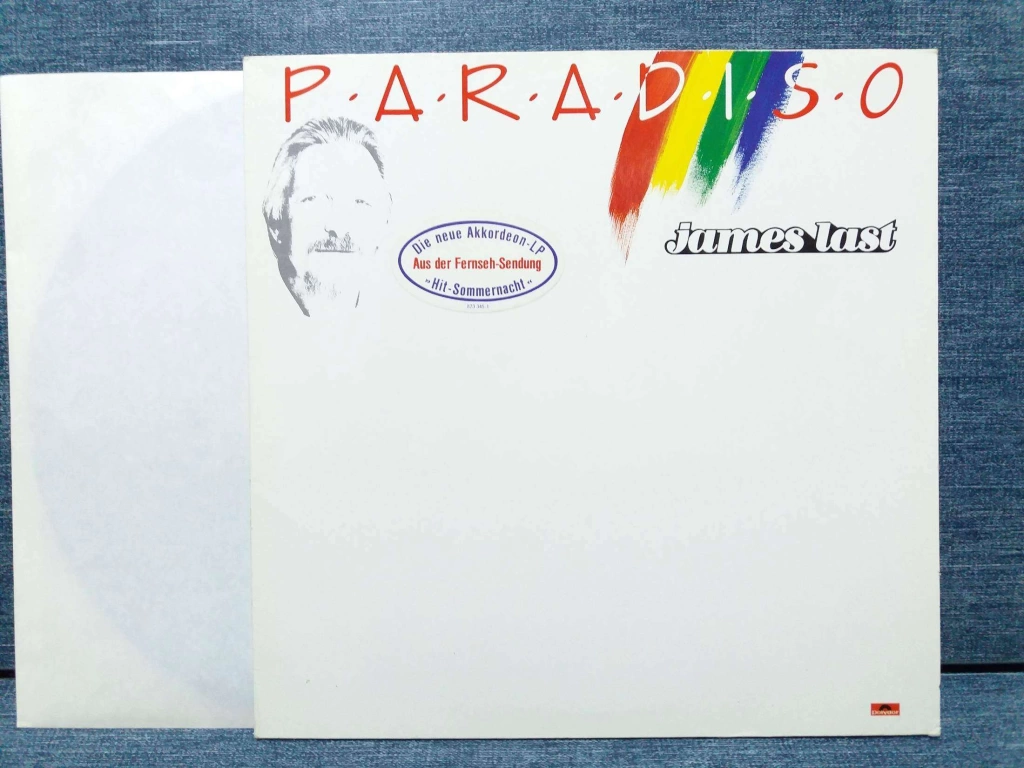 P·A·R·A·D·I·S·O
james last
Die neue Akkordeon-LP
Aus der Fernseh-Sendung
"Hit-Sommernacht"